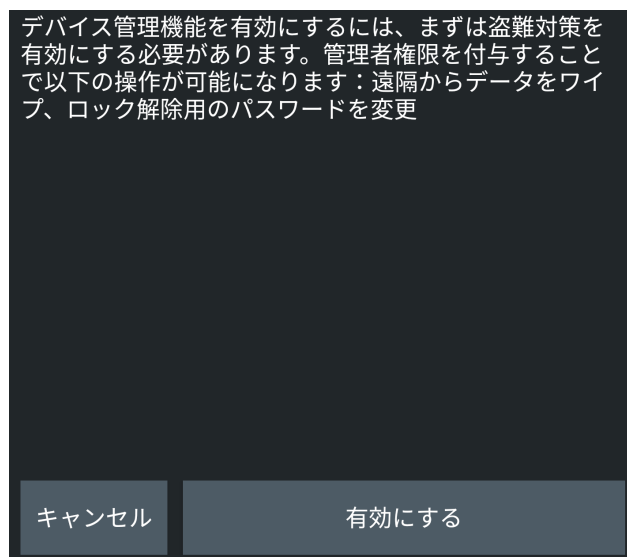 デバイス管理機能を有効にするには、まずは盗難対策を
有効にする必要があります。管理者権限を付与すること
で以下の操作が可能になります：遠隔からデータをワイ
プ、ロック解除用のパスワードを変更
キャンセル
有効にする